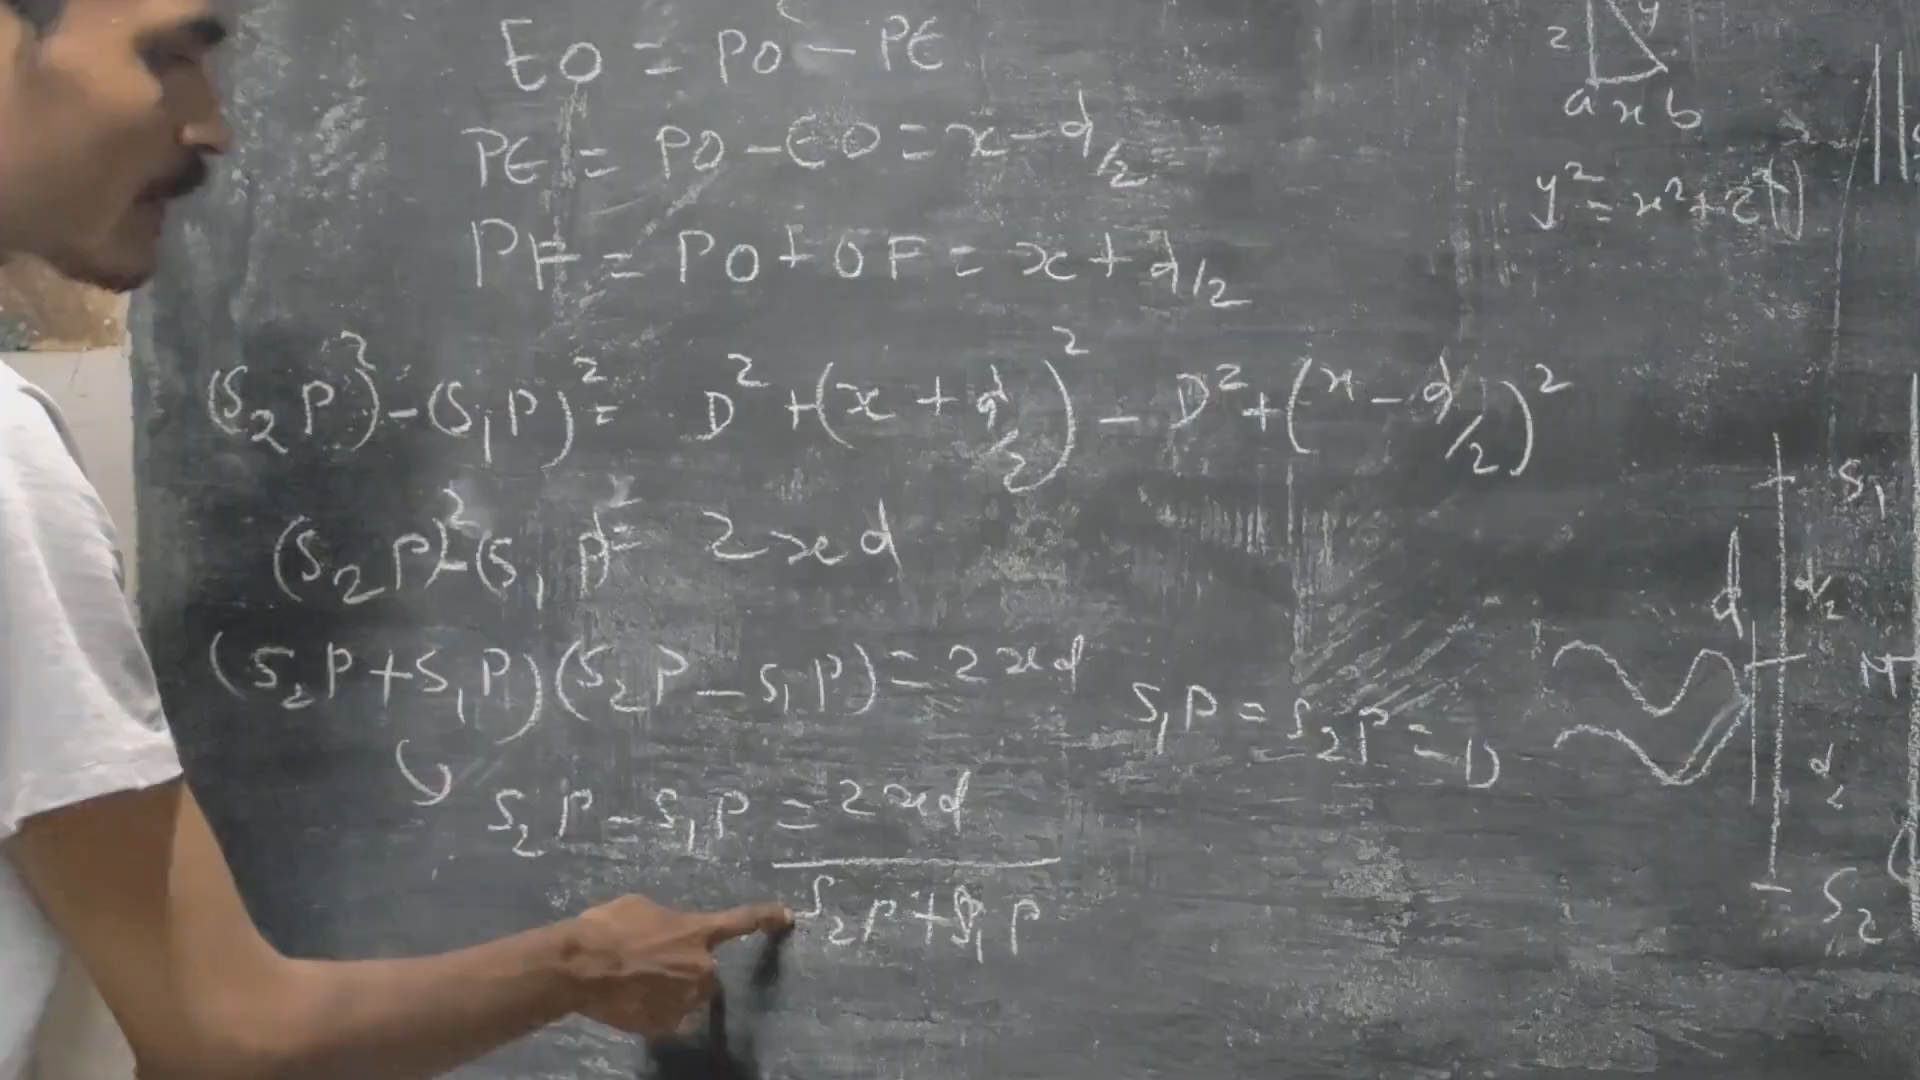 EO = PO - PE
PE = PO - EO = x - d/2
PF = PO + OF = x + d/2
(S₂P)² - (S₁P)² = D² + (x + d/2)² - D² + (x - d/2)²
(S₂P)² - (S₁P)² = 2xd
(S₂P + S₁P)(S₂P - S₁P) = 2xd
S₁P = S₂P = D
S₂P - S₁P = 2xd
S₂P + S₁P
z y
a x b
y² = x² + z²
S₁
d d/2
M
d/2
S₂